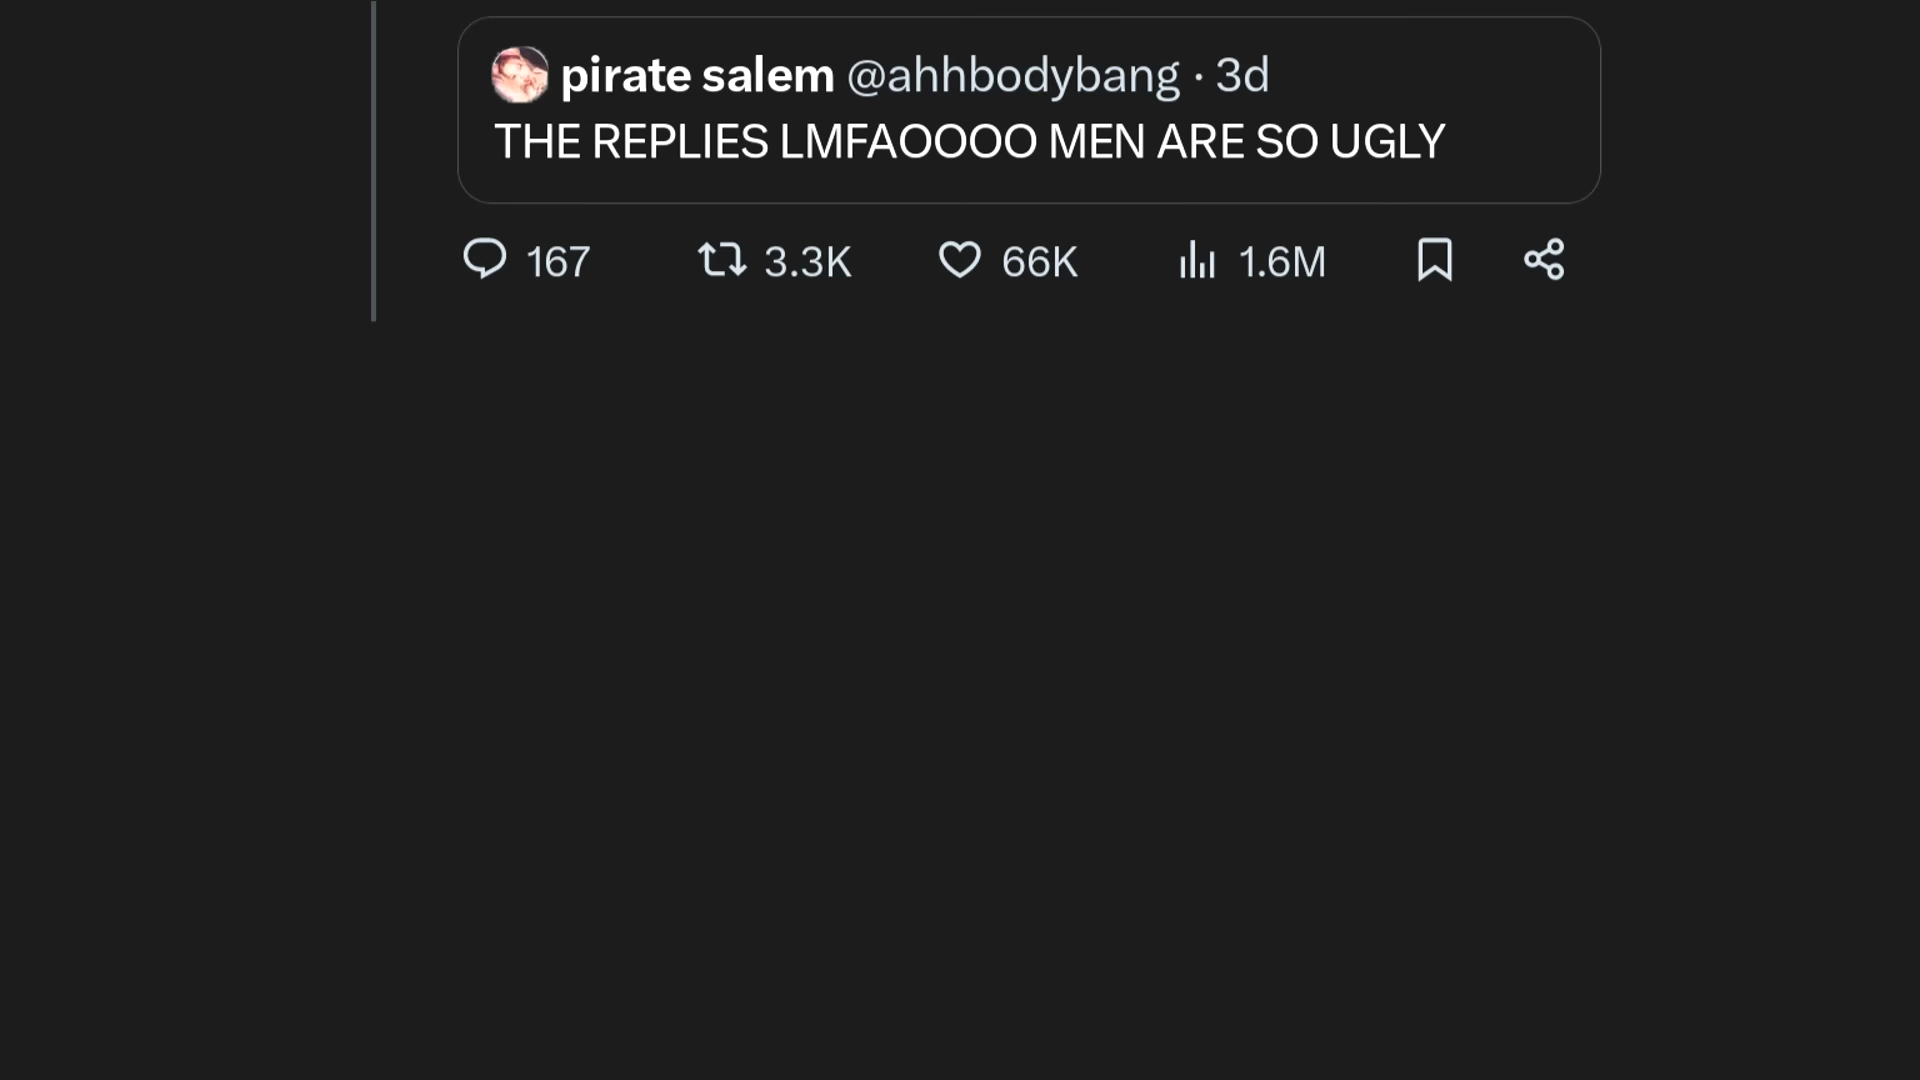 pirate salem @ahhbodybang · 3d
THE REPLIES LMFAOOOO MEN ARE SO UGLY
167 3.3K 66K 1.6M